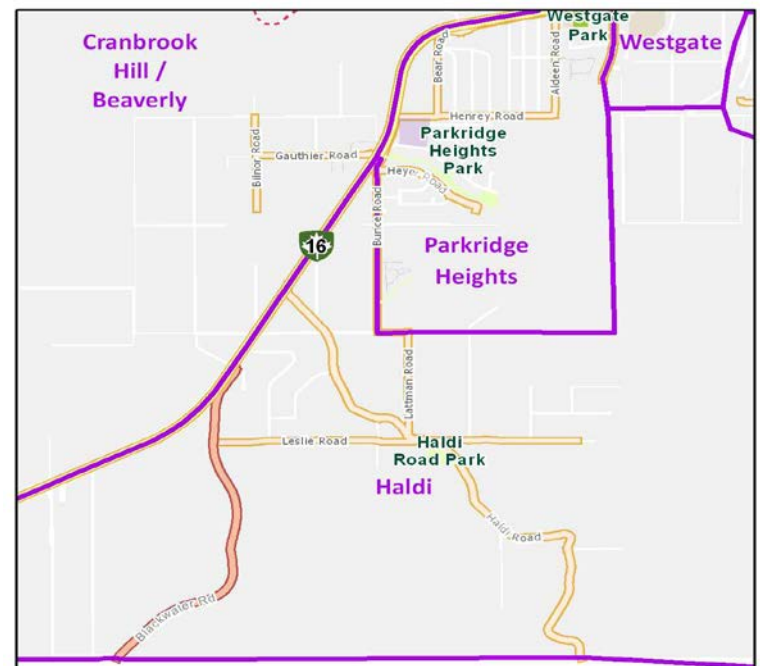 Westgate
Park
Cranbrook
Hill /
Beaverly
Westgate
Bear Road
Aldeen Road
Henrey Road
Parkridge
Heights
Park
Bilnor Road
Gauthier Road
Heyer Road
Bunce Road
16
Parkridge
Heights
Lattman Road
Leslie Road
Haldi
Road Park
Haldi
Haldi Road
Blackwater Rd